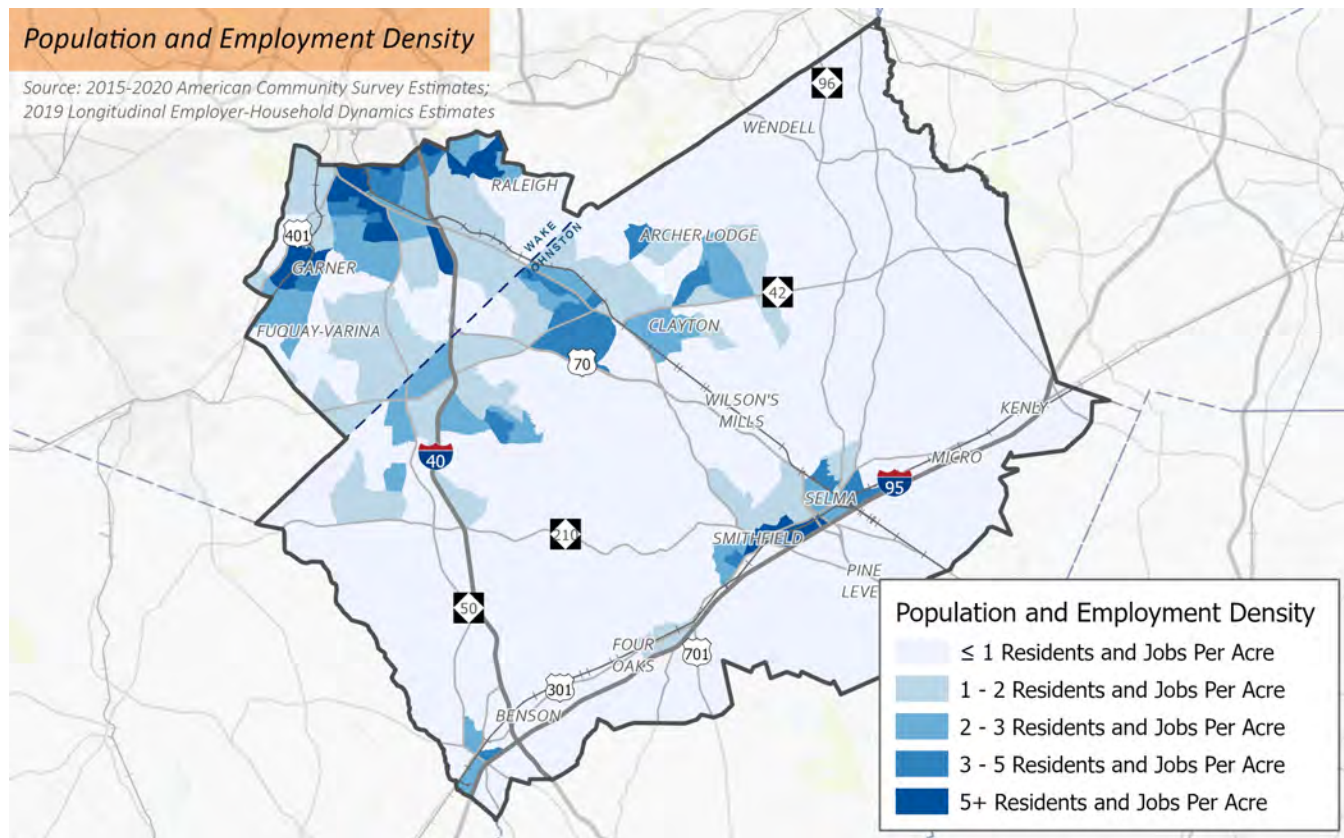 Population and Employment Density
Source: 2015-2020 American Community Survey Estimates;
2019 Longitudinal Employer-Household Dynamics Estimates
96
WENDELL
RALEIGH
401
WAKE
JOHNSTON
ARCHER LODGE
GARNER
42
FUQUAY-VARINA
CLAYTON
70
WILSON'S
MILLS
KENLY
40
MICRO
95
SELMA
210
SMITHFIELD
PINE
LEVE
50
FOUR
OAKS
701
301
BENSON
Population and Employment Density
≤ 1 Residents and Jobs Per Acre
1 - 2 Residents and Jobs Per Acre
2 - 3 Residents and Jobs Per Acre
3 - 5 Residents and Jobs Per Acre
5+ Residents and Jobs Per Acre